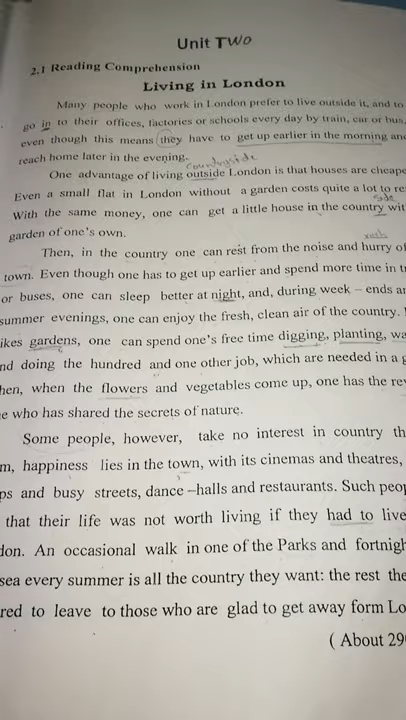 Unit TWO
2.1 Reading Comprehension
Living in London
Many people who work in London prefer to live outside it, and to
go in to their offices, factories or schools every day by train, car or bus,
even though this means they have to get up earlier in the morning and
reach home later in the evening.
Countryside
One advantage of living outside London is that houses are cheape
Even a small flat in London without a garden costs quite a lot to re
side
With the same money, one can get a little house in the country wit
garden of one's own.
rush
Then, in the country one can rest from the noise and hurry of
town. Even though one has to get up earlier and spend more time in tr
or buses, one can sleep better at night, and, during week – ends an
summer evenings, one can enjoy the fresh, clean air of the country.
ikes gardens, one can spend one's free time digging, planting, wa
nd doing the hundred and one other job, which are needed in a g
hen, when the flowers and vegetables come up, one has the rev
e who has shared the secrets of nature.
Some people, however, take no interest in country th
m, happiness lies in the town, with its cinemas and theatres,
ps and busy streets, dance –halls and restaurants. Such peop
that their life was not worth living if they had to live
don. An occasional walk in one of the Parks and fortnigh
sea every summer is all the country they want: the rest the
red to leave to those who are glad to get away form Lo
( About 29